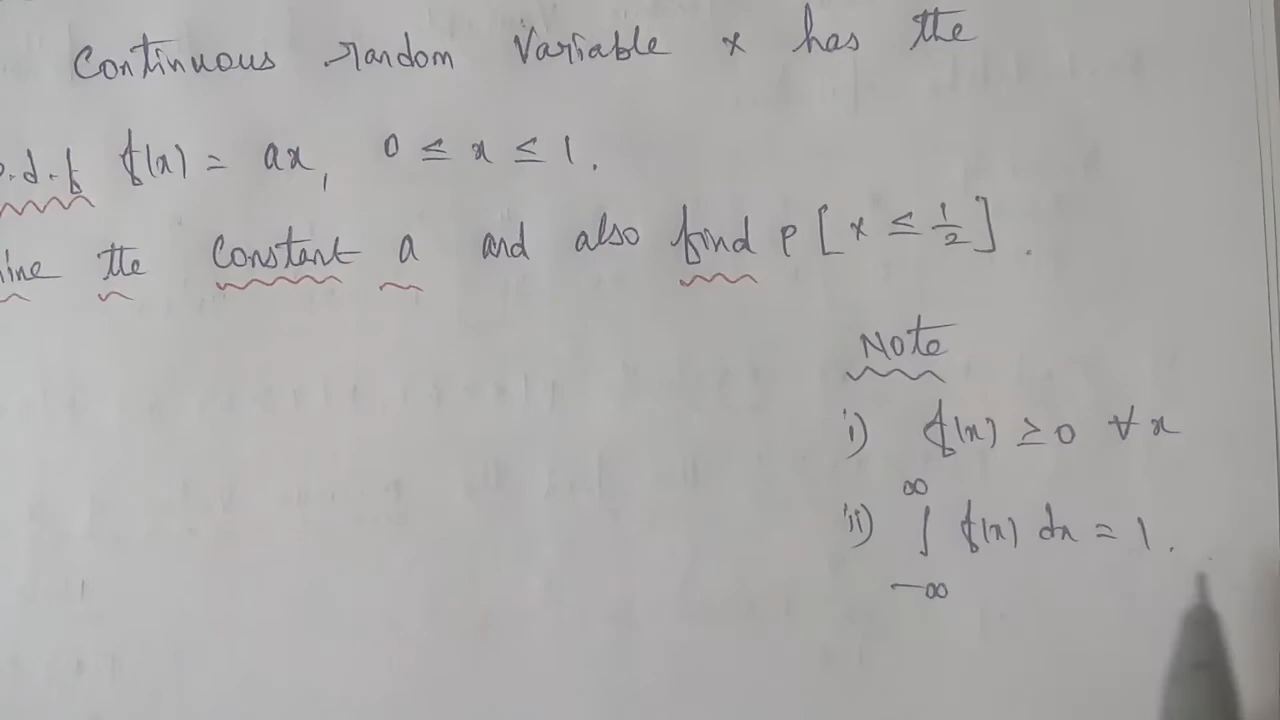 Continuous random variable x has the
p.d.f f(x) = ax, 0 ≤ x ≤ 1.
mine the constant a and also find P[x ≤ 1/2].
Note
i) f(x) ≥ 0 ∀ x
ii) ∫_{-∞}^{∞} f(x) dx = 1.